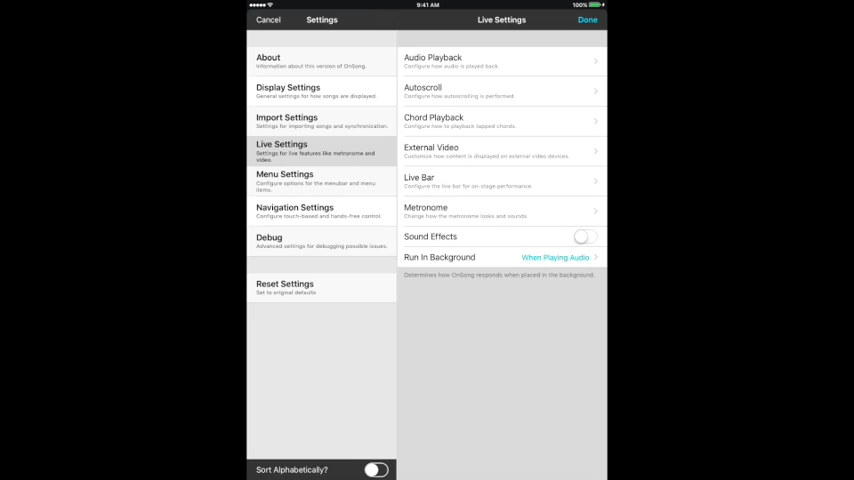 9:41 AM
100%
Cancel
Settings
Live Settings
Done
About
Information about this version of OnSong.
Display Settings
General settings for how songs are displayed.
Import Settings
Settings for importing songs and synchronization.
Live Settings
Settings for live features like metronome and
video.
Menu Settings
Configure options for the menubar and menu
items.
Navigation Settings
Configure touch-based and hands-free control.
Debug
Advanced settings for debugging possible issues.
Reset Settings
Set to original defaults
Sort Alphabetically?
Audio Playback
Configure how audio is played back.
Autoscroll
Configure how autoscrolling is performed.
Chord Playback
Configure how to playback tapped chords.
External Video
Customize how content is displayed on external video devices.
Live Bar
Configure the live bar for on-stage performance.
Metronome
Change how the metronome looks and sounds.
Sound Effects
Run In Background
When Playing Audio
Determines how OnSong responds when placed in the background.